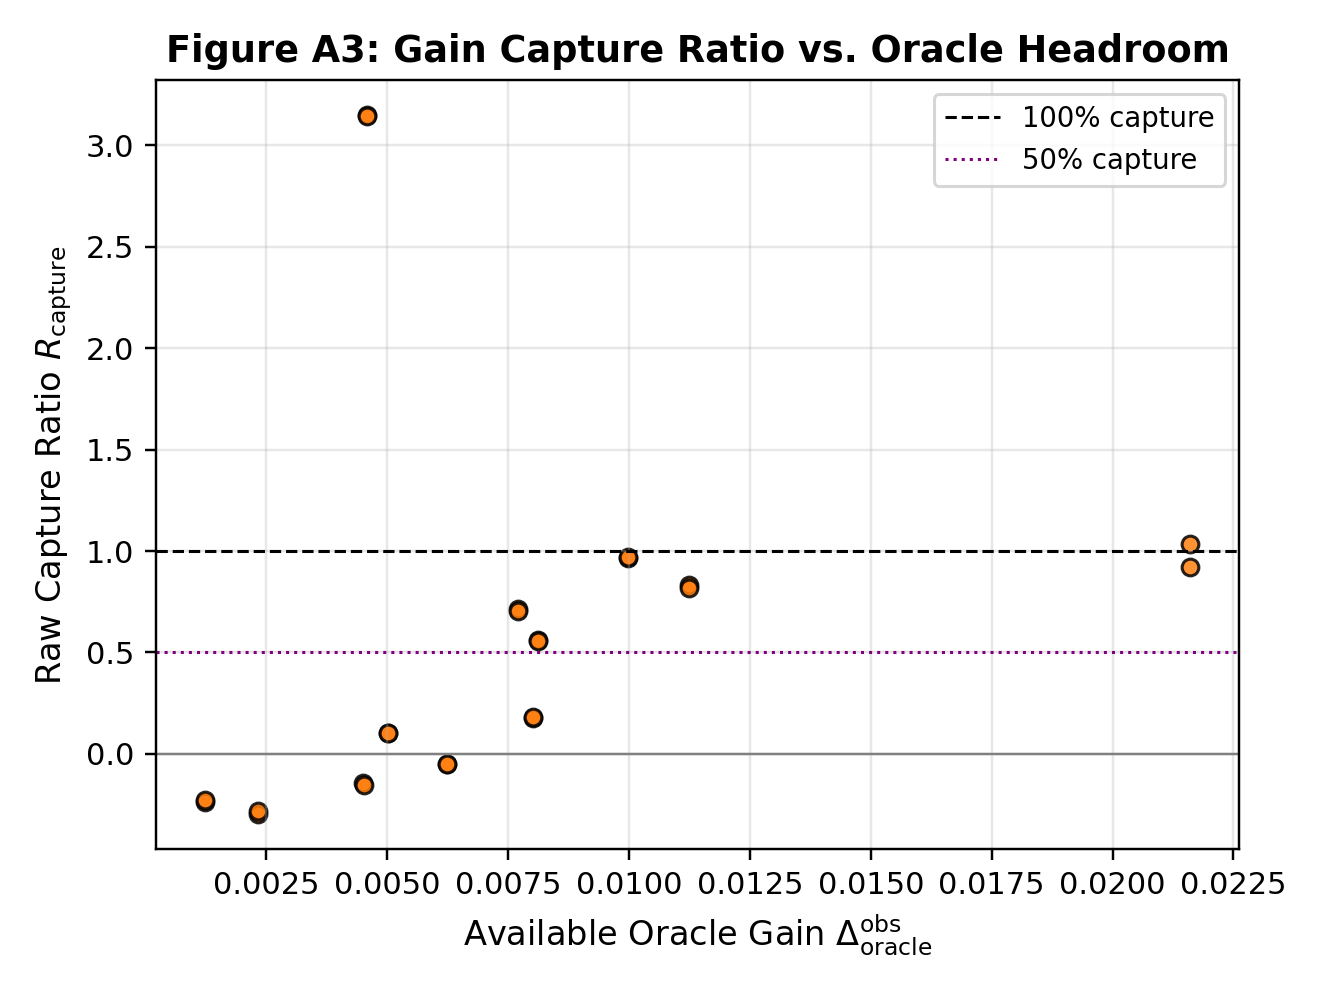 Figure A3: Gain Capture Ratio vs. Oracle Headroom
100% capture
50% capture
Raw Capture Ratio R_capture
3.0
2.5
2.0
1.5
1.0
0.5
0.0
0.0025 0.0050 0.0075 0.0100 0.0125 0.0150 0.0175 0.0200 0.0225
Available Oracle Gain Δ^obs_oracle